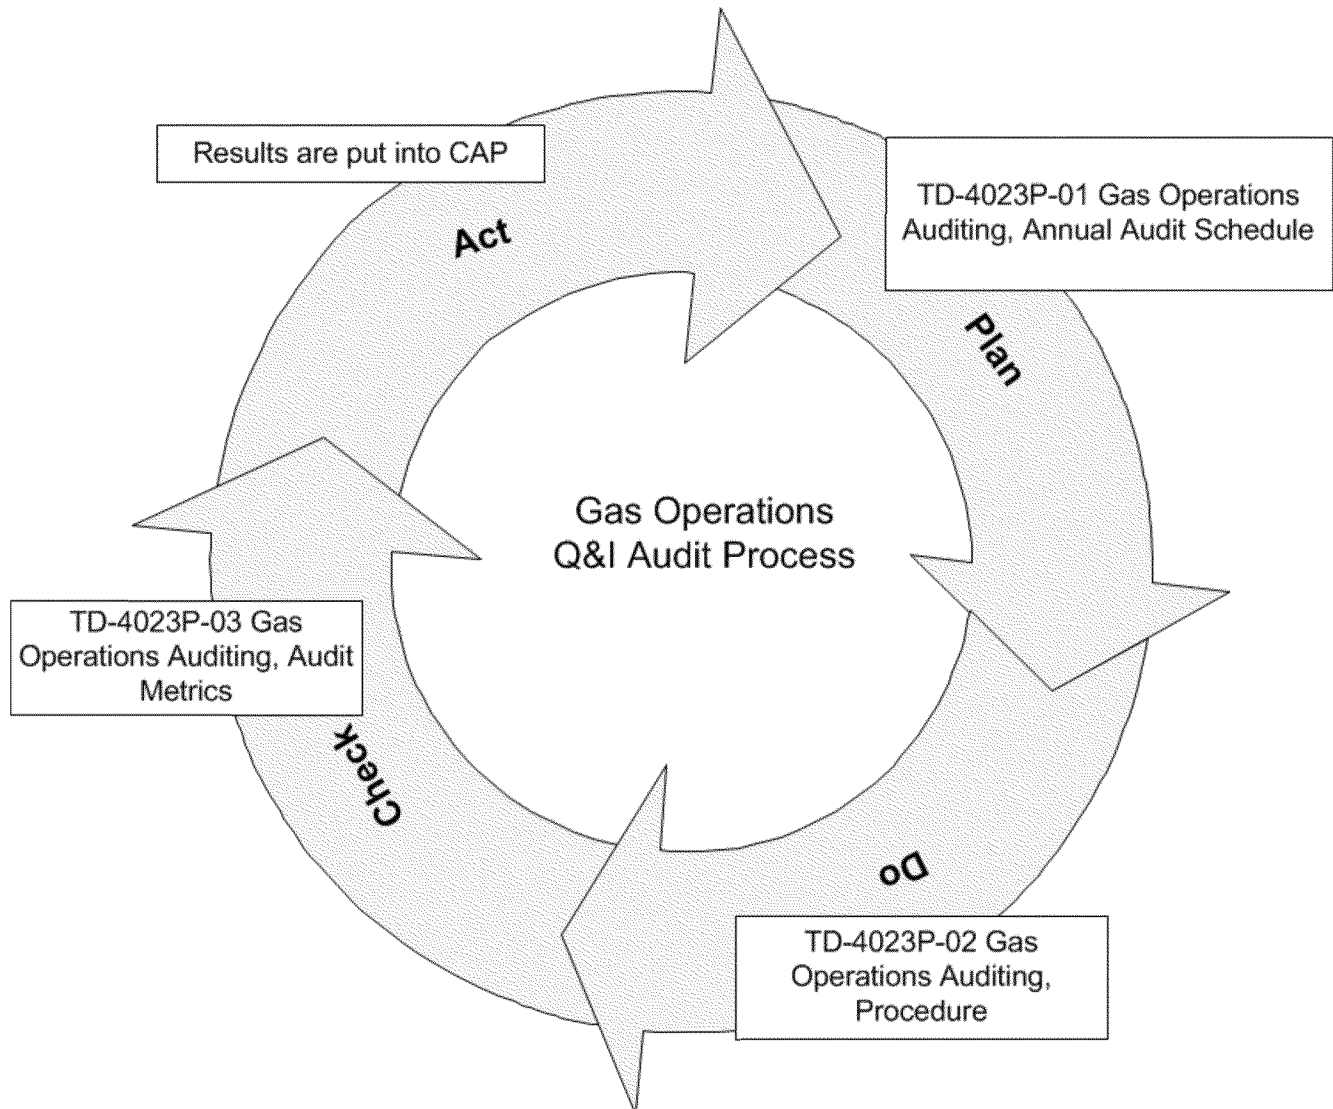 Results are put into CAP
Act
TD-4023P-01 Gas Operations
Auditing, Annual Audit Schedule
Plan
Gas Operations
Q&I Audit Process
TD-4023P-03 Gas
Operations Auditing, Audit
Metrics
Check
Do
TD-4023P-02 Gas
Operations Auditing,
Procedure